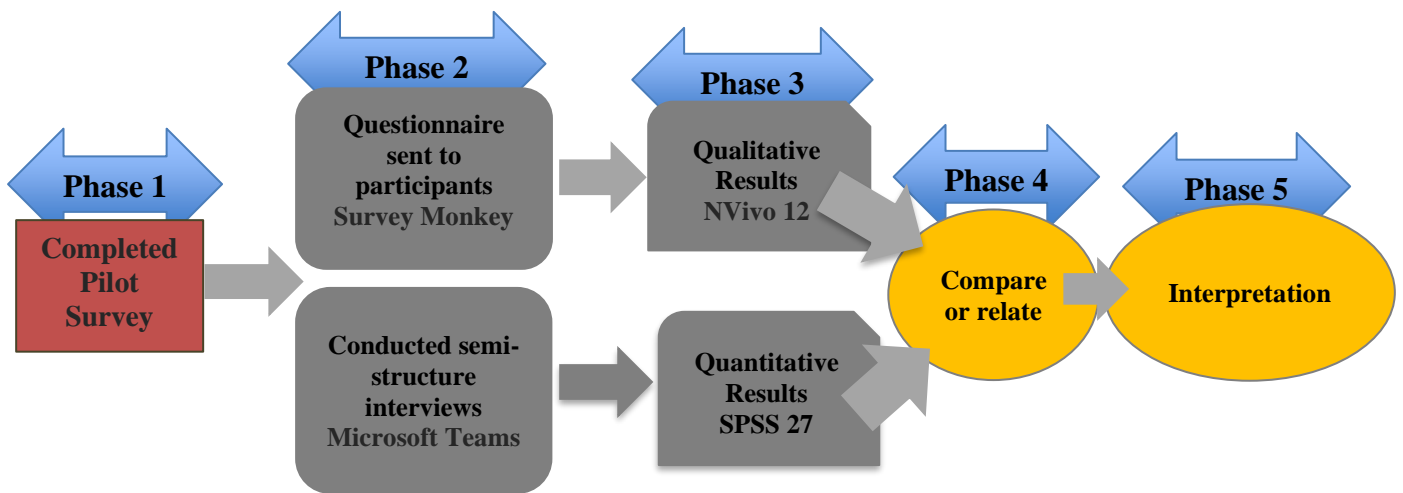 Phase 1
Completed
Pilot
Survey
Phase 2
Questionnaire
sent to
participants
Survey Monkey
Conducted semi-
structure
interviews
Microsoft Teams
Phase 3
Qualitative
Results
NVivo 12
Quantitative
Results
SPSS 27
Phase 4
Compare
or relate
Phase 5
Interpretation